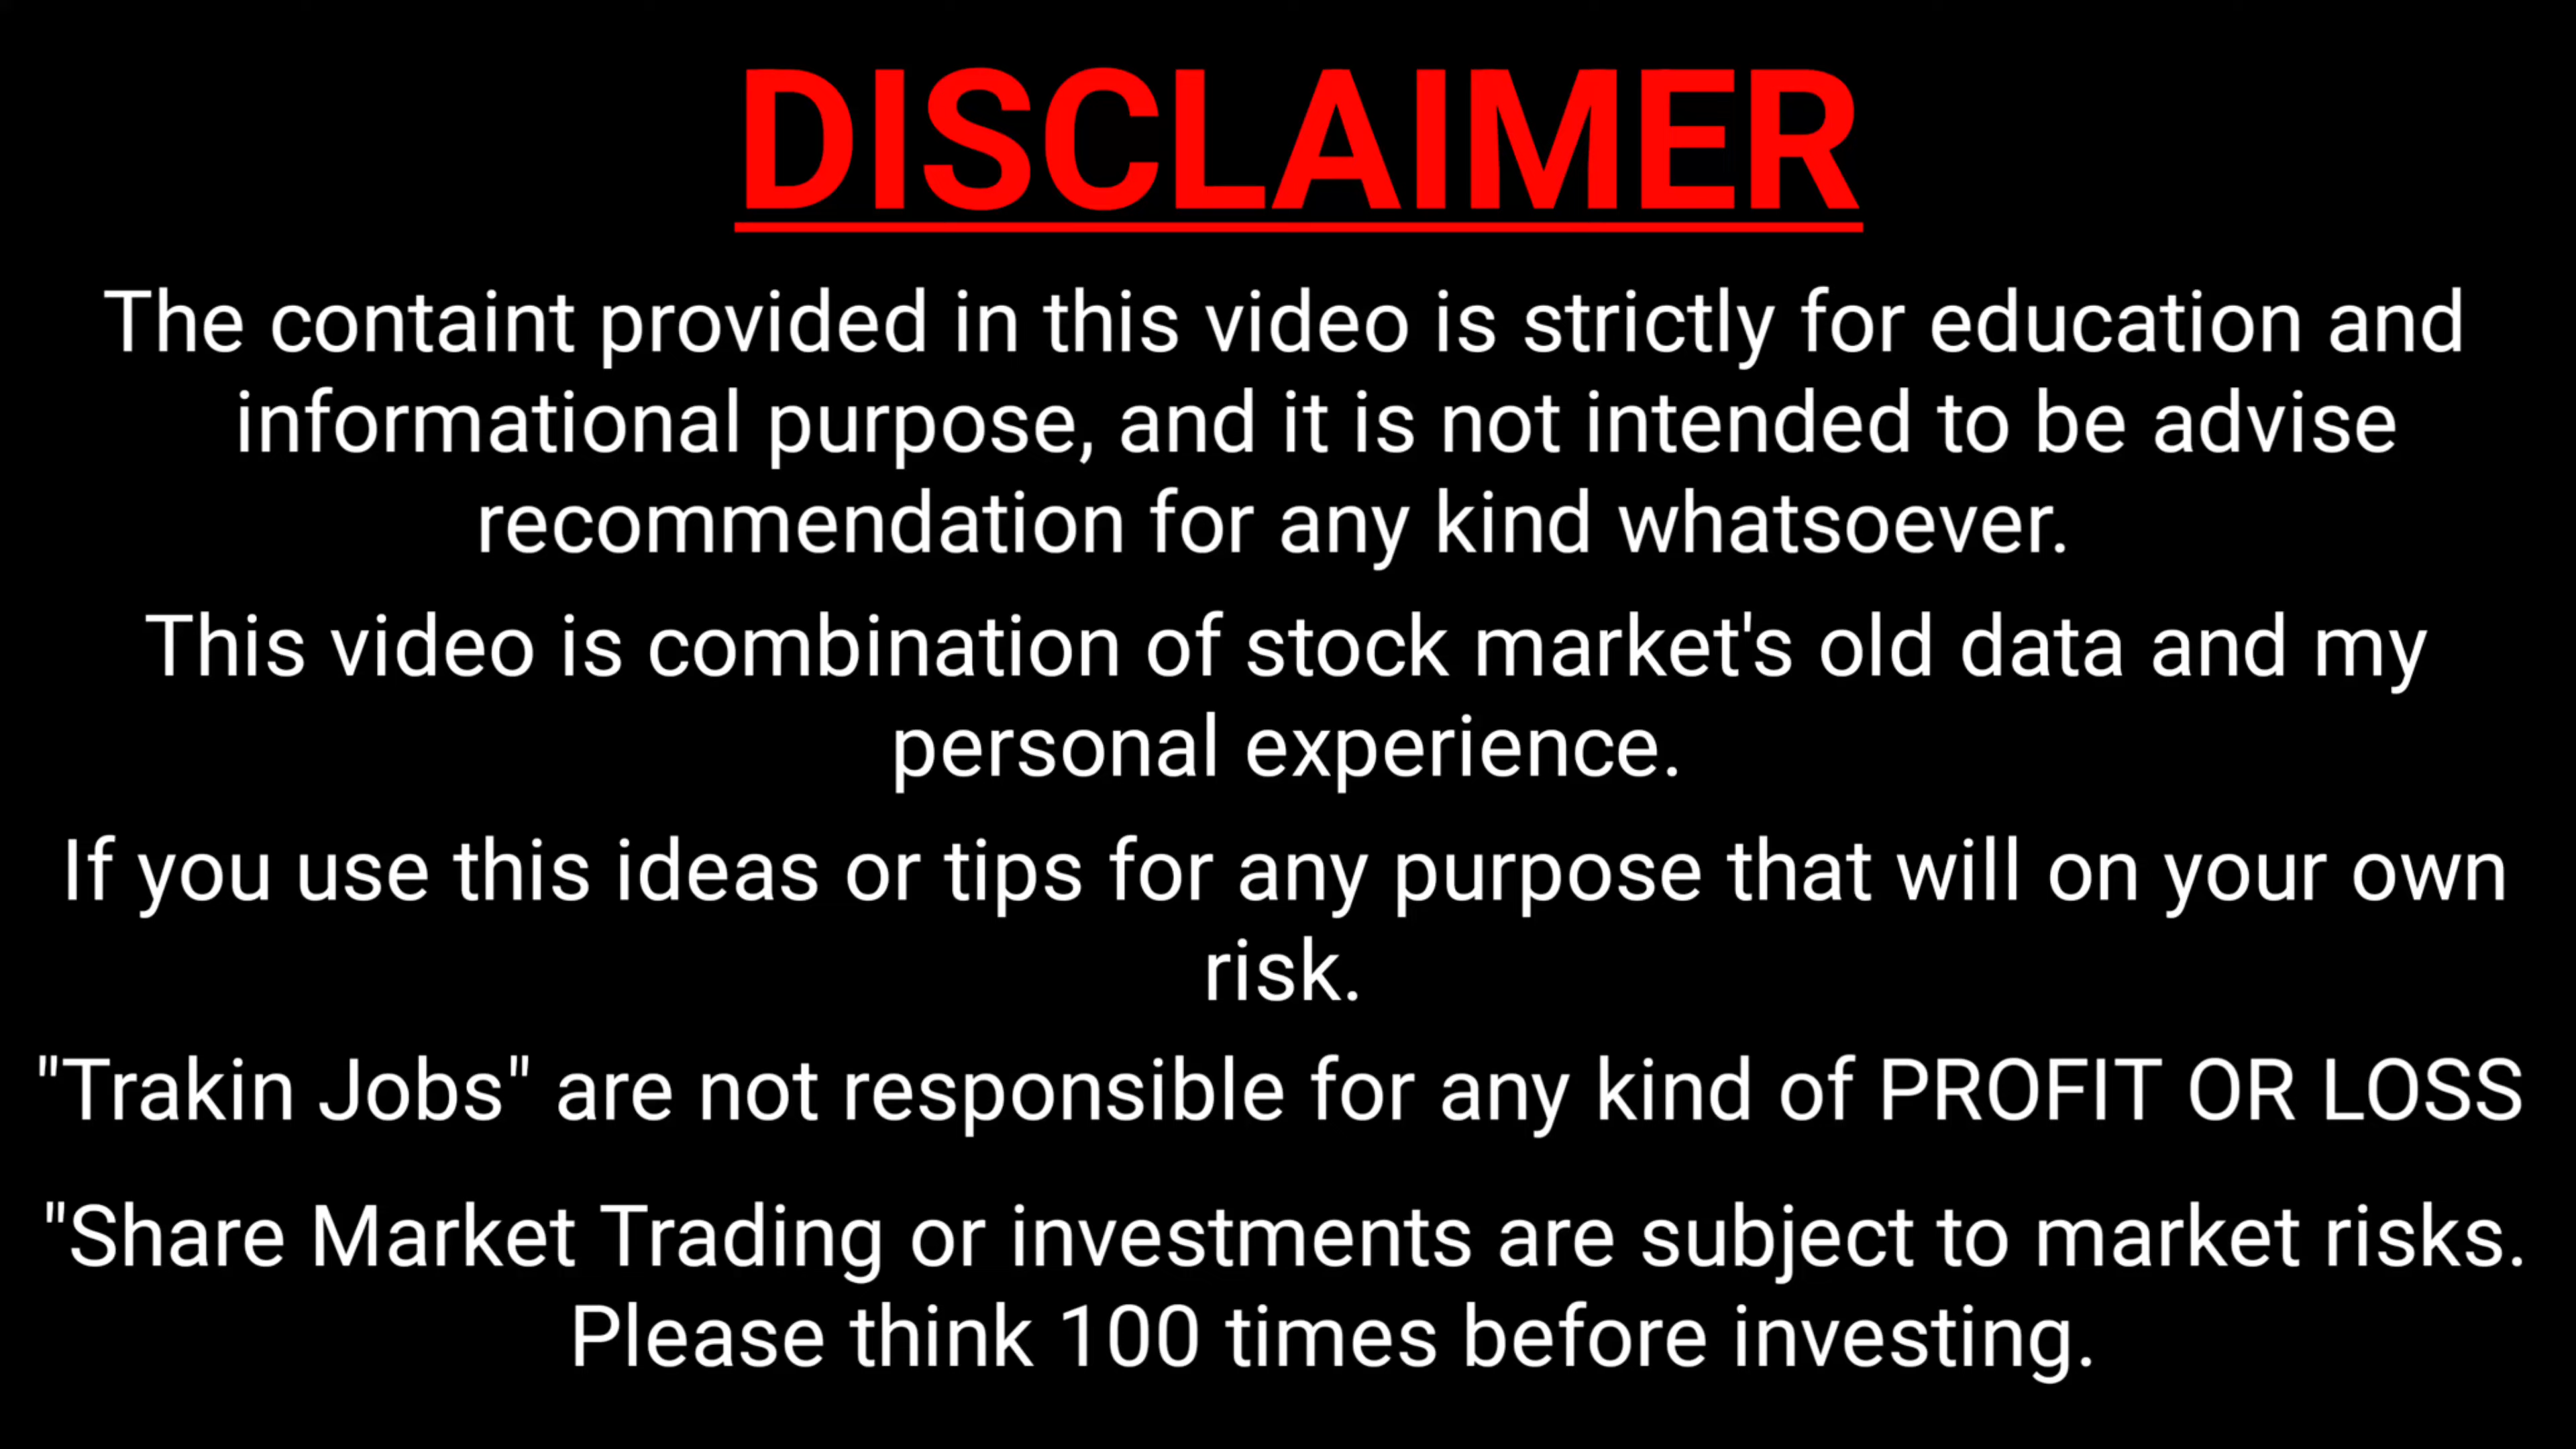 DISCLAIMER
The containt provided in this video is strictly for education and
informational purpose, and it is not intended to be advise
recommendation for any kind whatsoever.
This video is combination of stock market's old data and my
personal experience.
If you use this ideas or tips for any purpose that will on your own
risk.
"Trakin Jobs" are not responsible for any kind of PROFIT OR LOSS
"Share Market Trading or investments are subject to market risks.
Please think 100 times before investing.